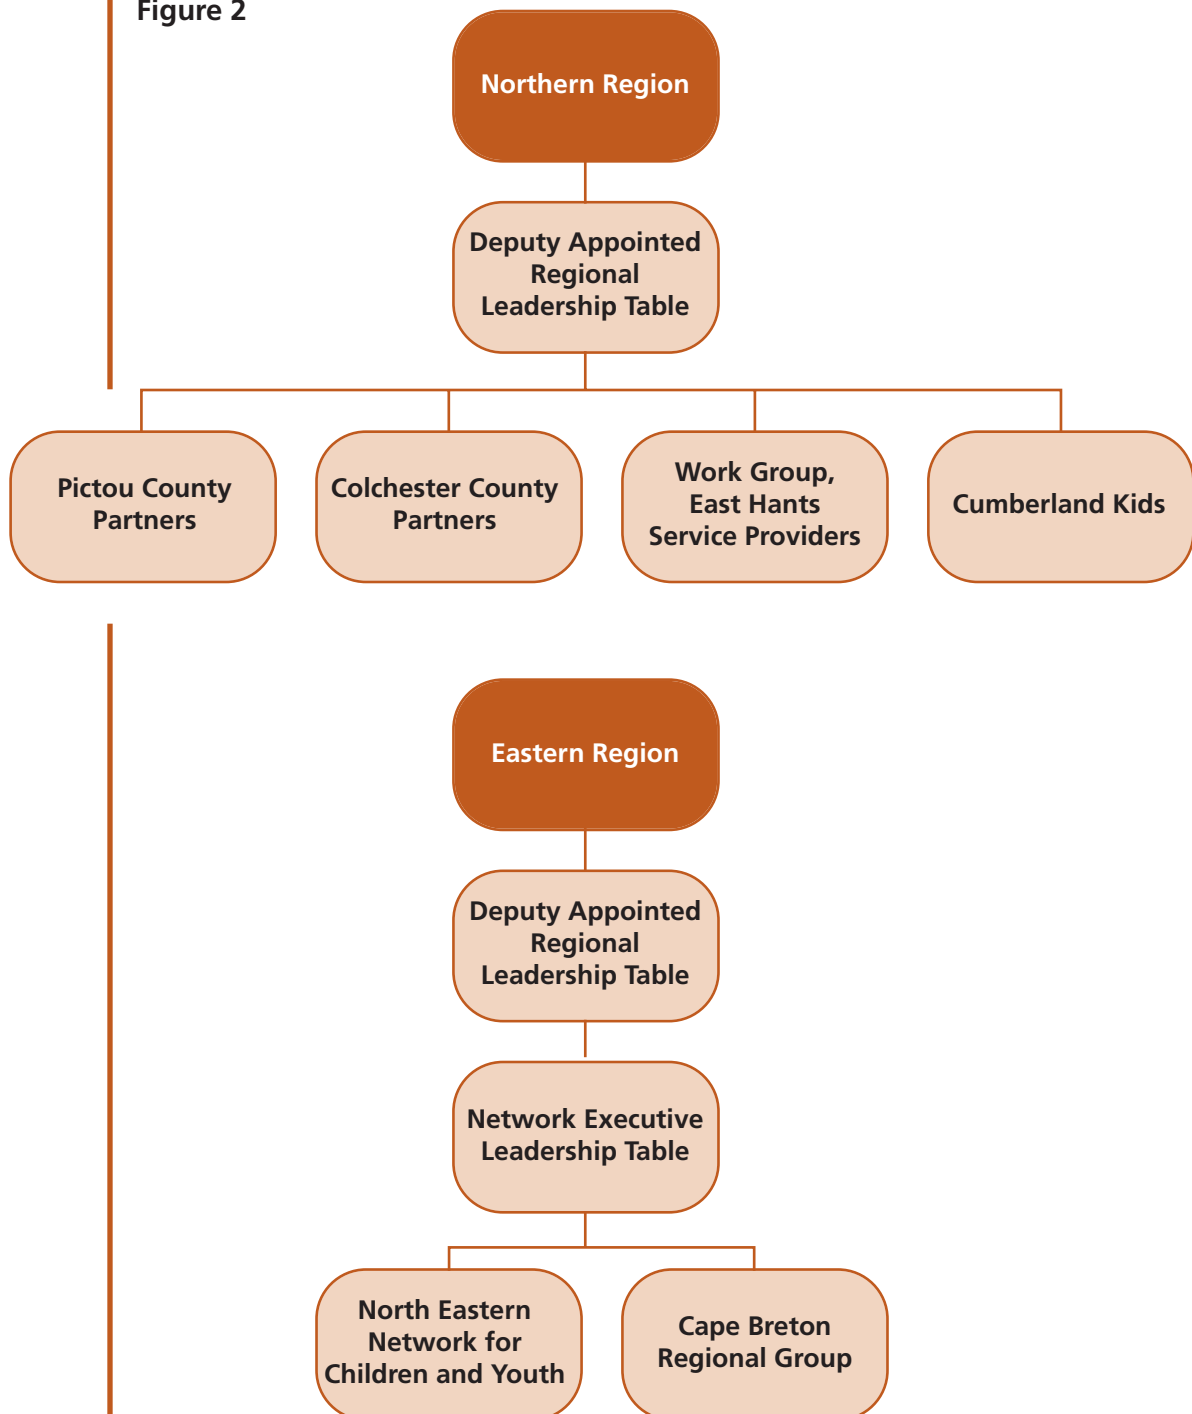 Figure 2
Northern Region
Deputy Appointed
Regional
Leadership Table
Pictou County
Partners
Colchester County
Partners
Work Group,
East Hants
Service Providers
Cumberland Kids
Eastern Region
Deputy Appointed
Regional
Leadership Table
Network Executive
Leadership Table
North Eastern
Network for
Children and Youth
Cape Breton
Regional Group